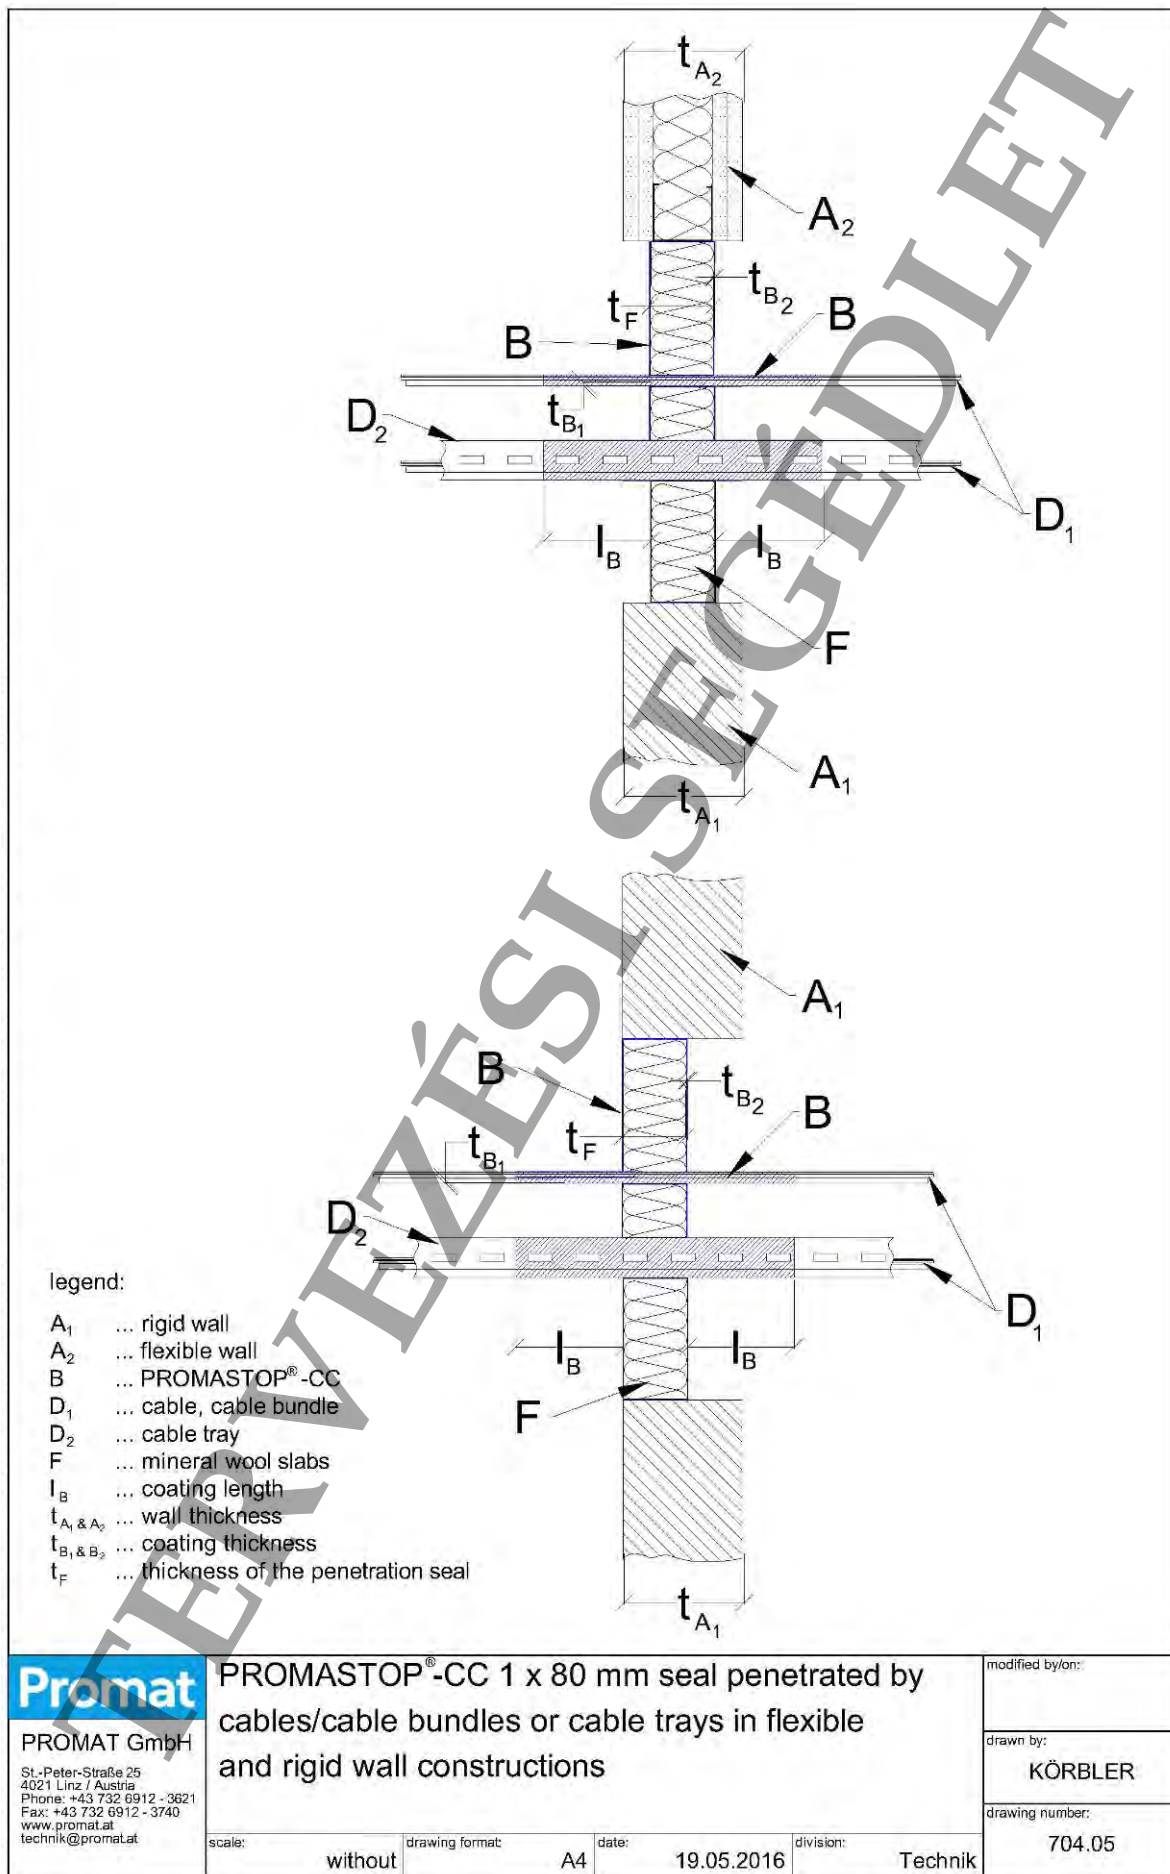 tA2
A2
tB2
tF
B
B
tB1
D2
D1
lB
lB
F
A1
tA1
A1
B
tB2
B
tF
tB1
D2
D1
lB
lB
F
tA1
legend:
A1 ... rigid wall
A2 ... flexible wall
B ... PROMASTOP®-CC
D1 ... cable, cable bundle
D2 ... cable tray
F ... mineral wool slabs
lB ... coating length
tA1 & A2 ... wall thickness
tB1 & B2 ... coating thickness
tF ... thickness of the penetration seal
TERVEZÉSI SEGÉDLET
Promat
PROMAT GmbH
St.-Peter-Straße 25
4021 Linz / Austria
Phone: +43 732 6912 - 3621
Fax: +43 732 6912 - 3740
www.promat.at
technik@promat.at
PROMASTOP®-CC 1 x 80 mm seal penetrated by
cables/cable bundles or cable trays in flexible
and rigid wall constructions
scale: without
drawing format: A4
date: 19.05.2016
division: Technik
modified by/on:
drawn by:
KÖRBLER
drawing number:
704.05